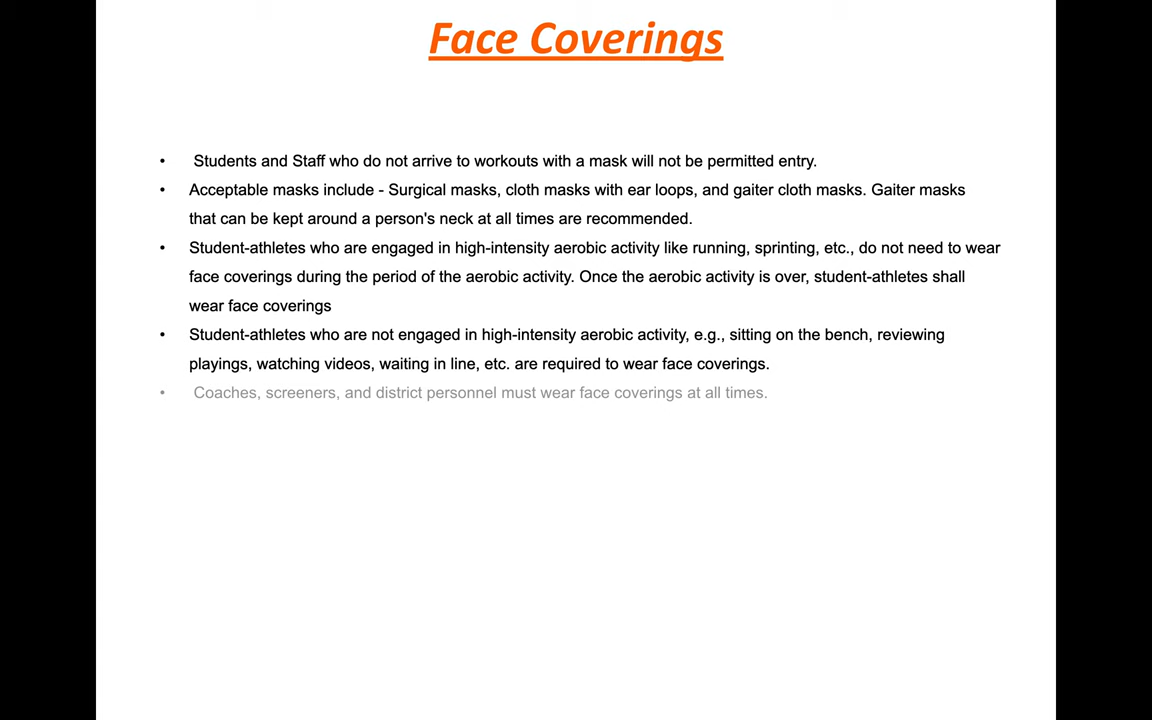 Face Coverings
• Students and Staff who do not arrive to workouts with a mask will not be permitted entry.
• Acceptable masks include - Surgical masks, cloth masks with ear loops, and gaiter cloth masks. Gaiter masks
that can be kept around a person's neck at all times are recommended.
• Student-athletes who are engaged in high-intensity aerobic activity like running, sprinting, etc., do not need to wear
face coverings during the period of the aerobic activity. Once the aerobic activity is over, student-athletes shall
wear face coverings
• Student-athletes who are not engaged in high-intensity aerobic activity, e.g., sitting on the bench, reviewing
playings, watching videos, waiting in line, etc. are required to wear face coverings.
• Coaches, screeners, and district personnel must wear face coverings at all times.